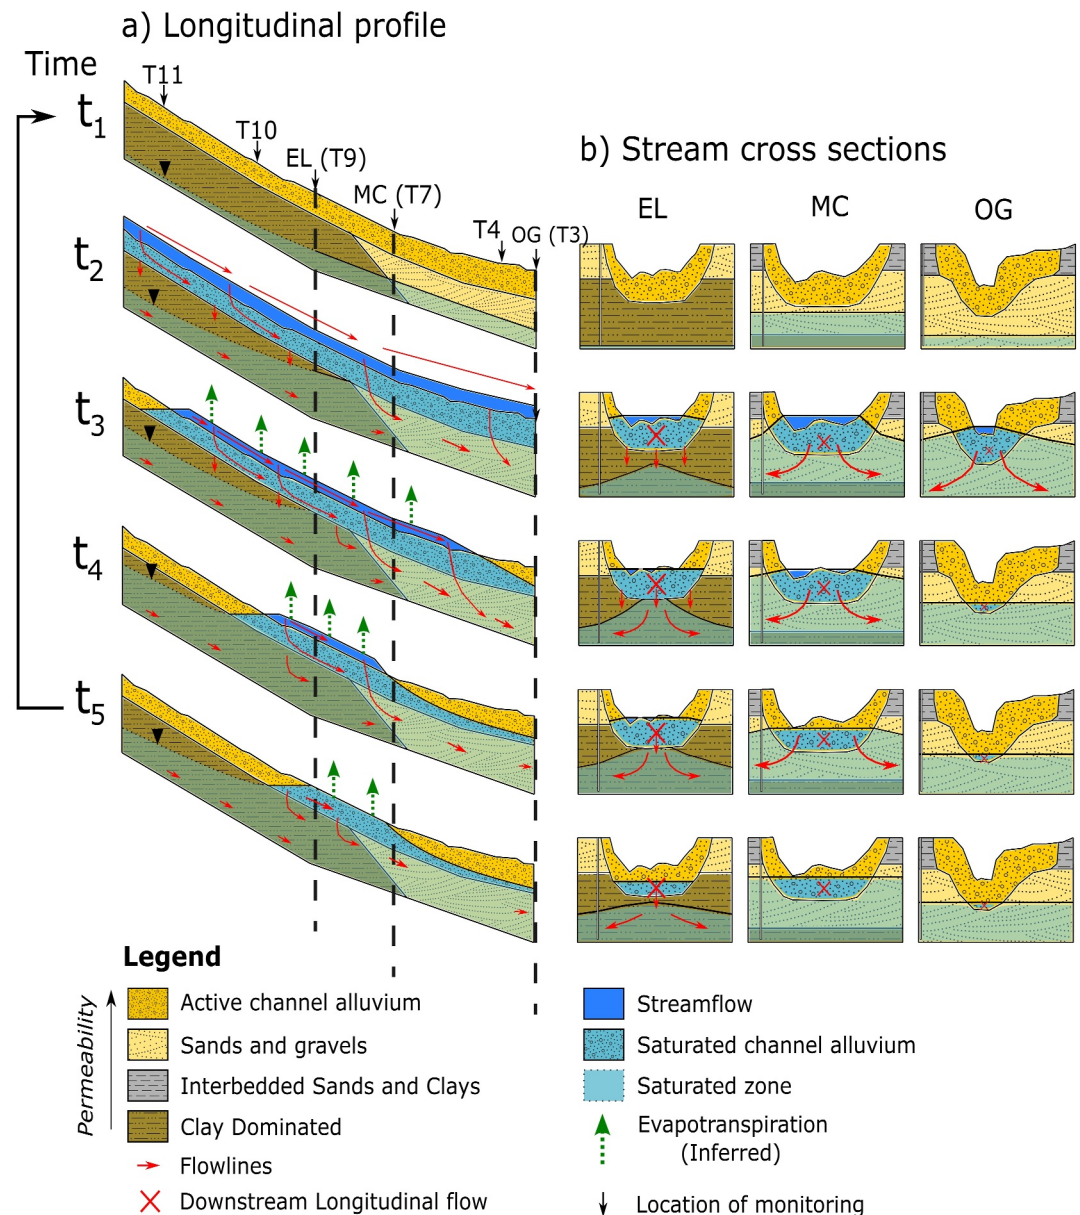 a) Longitudinal profile
Time
T11
t1
T10
EL (T9)
MC (T7)
T4
OG (T3)
b) Stream cross sections
EL
MC
OG
t2
t3
t4
t5
Legend
Permeability
Active channel alluvium
Sands and gravels
Interbedded Sands and Clays
Clay Dominated
Flowlines
Downstream Longitudinal flow
Streamflow
Saturated channel alluvium
Saturated zone
Evapotranspiration
(Inferred)
Location of monitoring